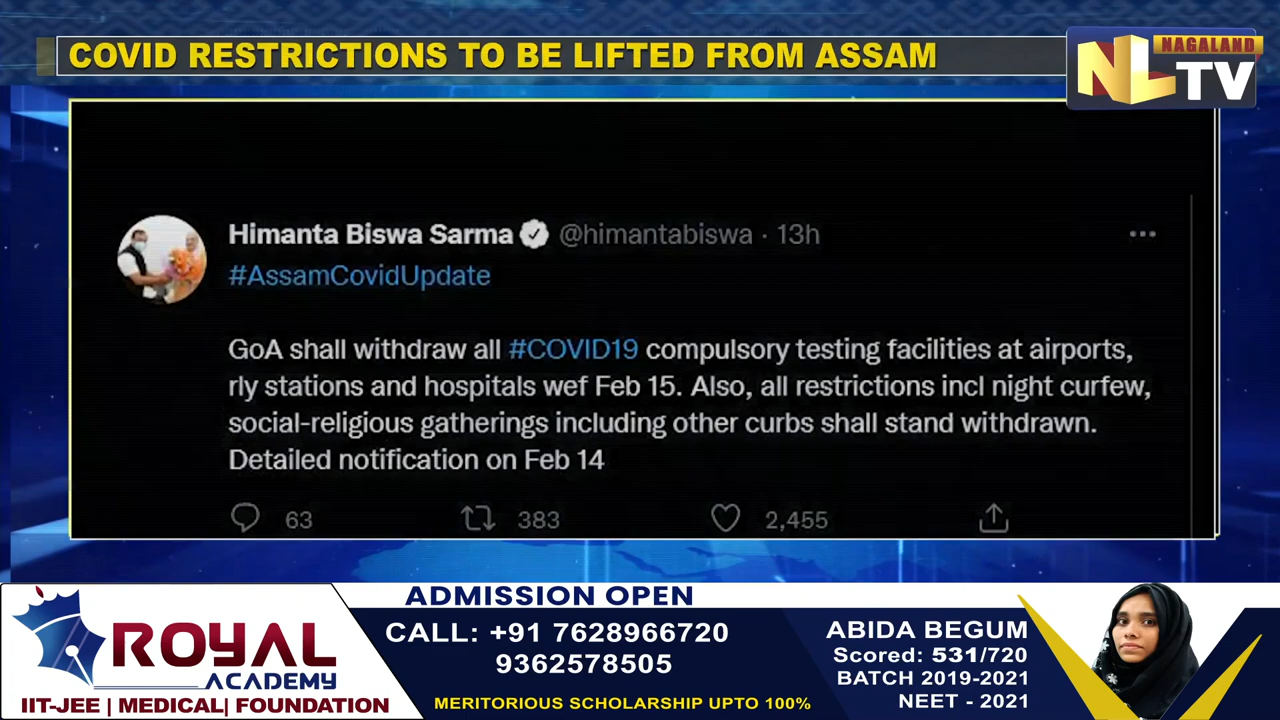 COVID RESTRICTIONS TO BE LIFTED FROM ASSAM
NAGALAND
NL TV
Himanta Biswa Sarma @himantabiswa · 13h
#AssamCovidUpdate
GoA shall withdraw all #COVID19 compulsory testing facilities at airports,
rly stations and hospitals wef Feb 15. Also, all restrictions incl night curfew,
social-religious gatherings including other curbs shall stand withdrawn.
Detailed notification on Feb 14
63 383 2,455
ROYAL
ACADEMY
IIT-JEE | MEDICAL| FOUNDATION
ADMISSION OPEN
CALL: +91 7628966720
9362578505
MERITORIOUS SCHOLARSHIP UPTO 100%
ABIDA BEGUM
Scored: 531/720
BATCH 2019-2021
NEET - 2021